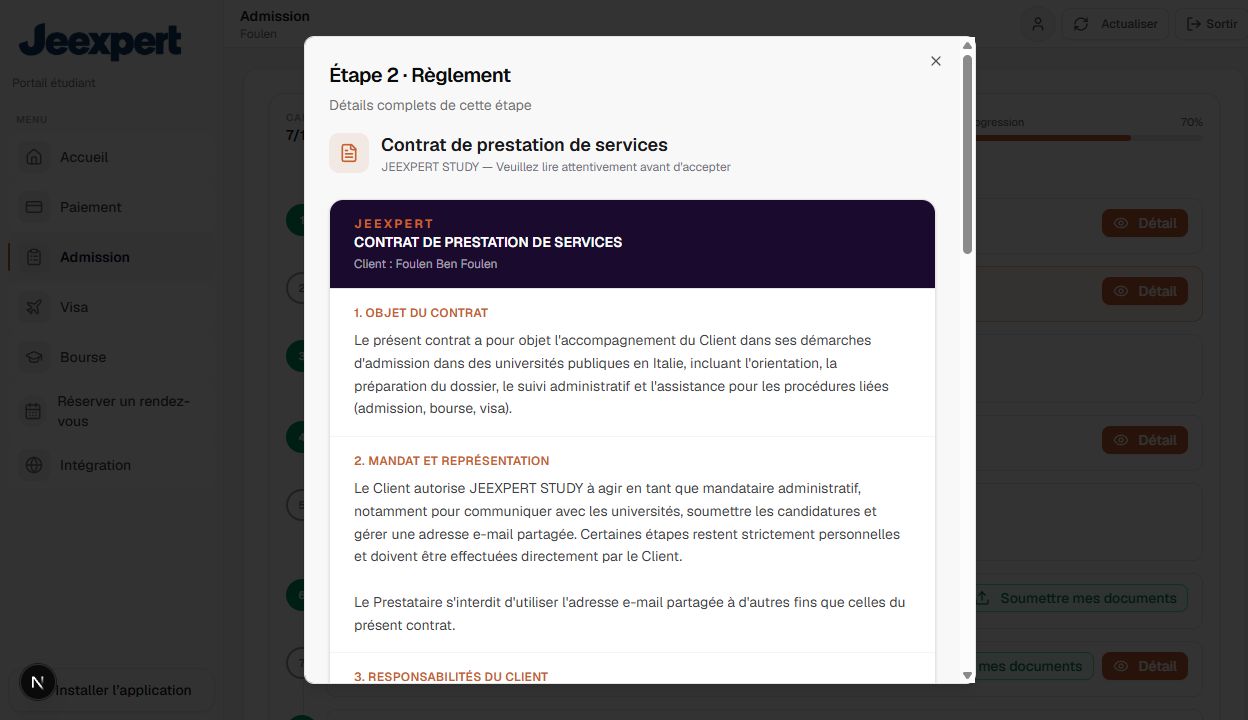 Jeexpert
Portail étudiant
MENU
Accueil
Paiement
Admission
Visa
Bourse
Réserver un rendez-
vous
Intégration
Installer l'application
N
Admission
Foulen
Actualiser
Sortir
7/1
70%
1
2
3
4
5
6
7
Détail
Détail
Détail
Soumettre mes documents
mes documents
Détail
Étape 2 · Règlement
Détails complets de cette étape
Contrat de prestation de services
JEEXPERT STUDY — Veuillez lire attentivement avant d'accepter
JEEXPERT
CONTRAT DE PRESTATION DE SERVICES
Client : Foulen Ben Foulen
1. OBJET DU CONTRAT
Le présent contrat a pour objet l'accompagnement du Client dans ses démarches
d'admission dans des universités publiques en Italie, incluant l'orientation, la
préparation du dossier, le suivi administratif et l'assistance pour les procédures liées
(admission, bourse, visa).
2. MANDAT ET REPRÉSENTATION
Le Client autorise JEEXPERT STUDY à agir en tant que mandataire administratif,
notamment pour communiquer avec les universités, soumettre les candidatures et
gérer une adresse e-mail partagée. Certaines étapes restent strictement personnelles
et doivent être effectuées directement par le Client.
Le Prestataire s'interdit d'utiliser l'adresse e-mail partagée à d'autres fins que celles du
présent contrat.
3. RESPONSABILITÉS DU CLIENT